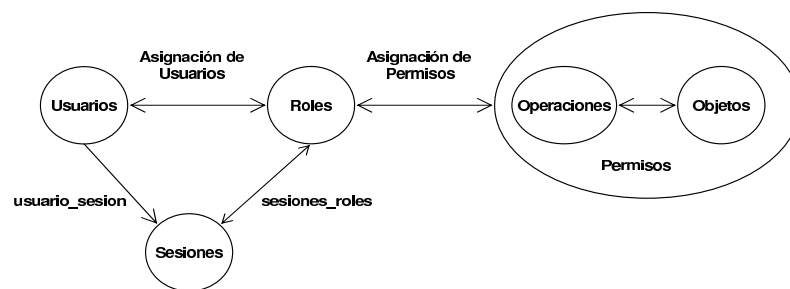 Asignación de
Usuarios
Asignación de
Permisos
Usuarios
Roles
Operaciones
Objetos
Permisos
usuario_sesion
sesiones_roles
Sesiones